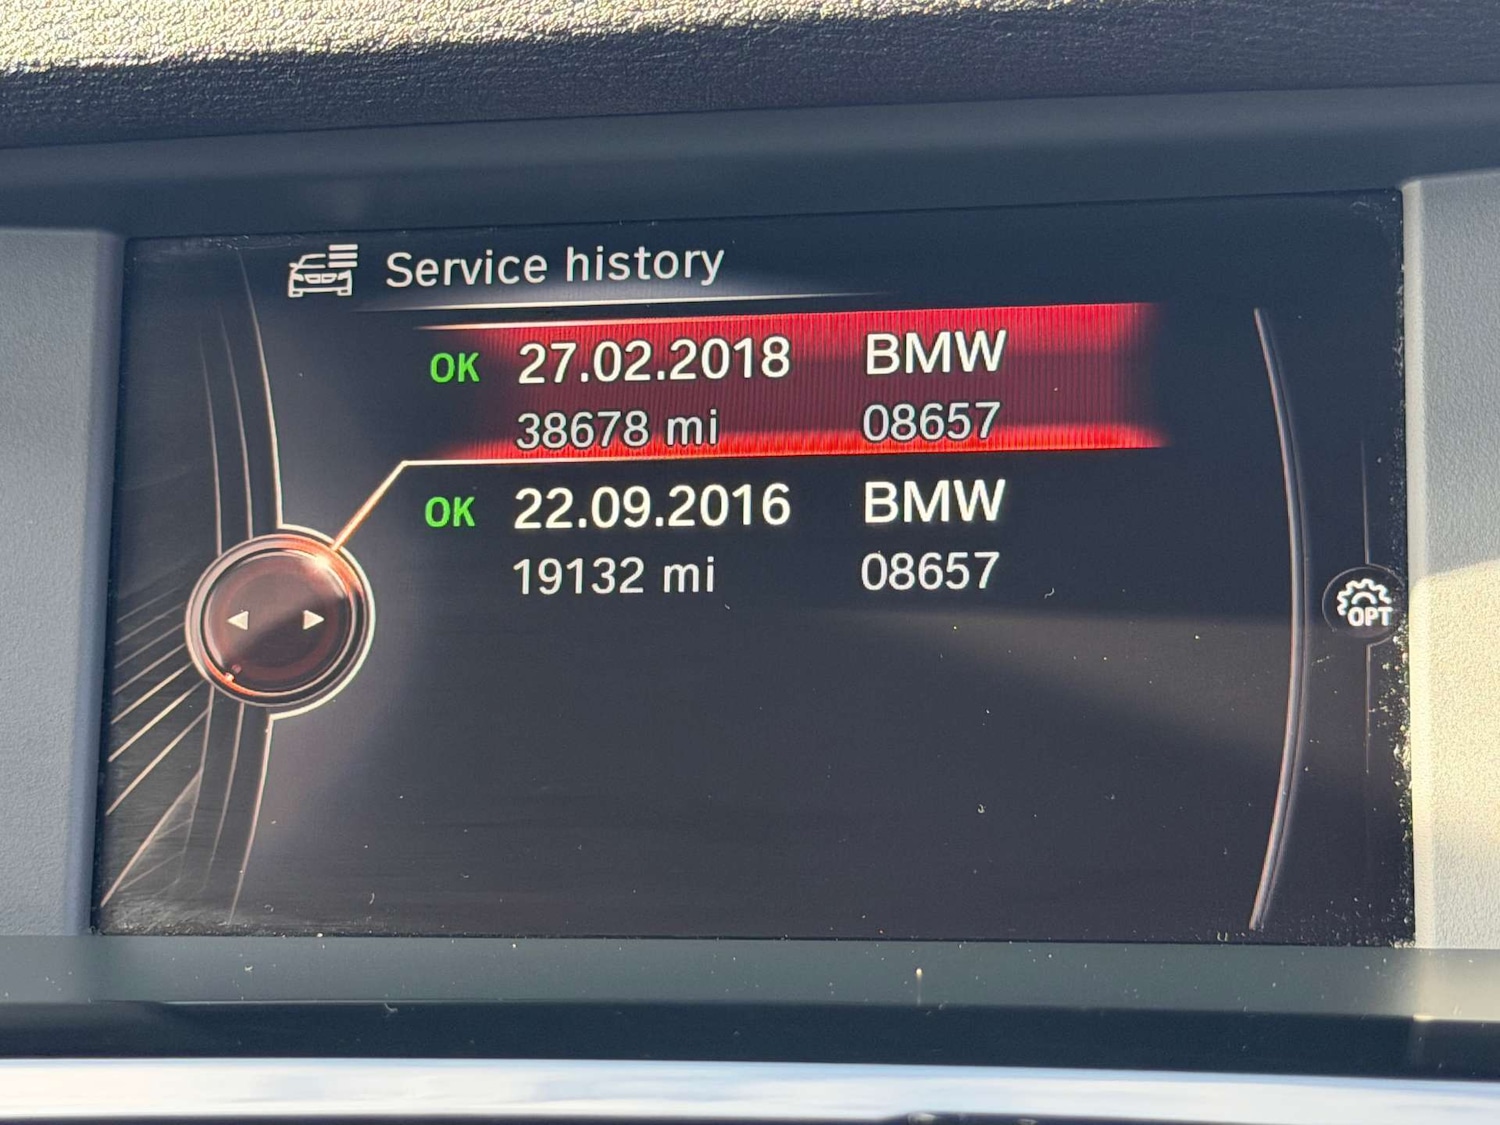 Service history
OK 27.02.2018 BMW
38678 mi 08657
OK 22.09.2016 BMW
19132 mi 08657
OPT